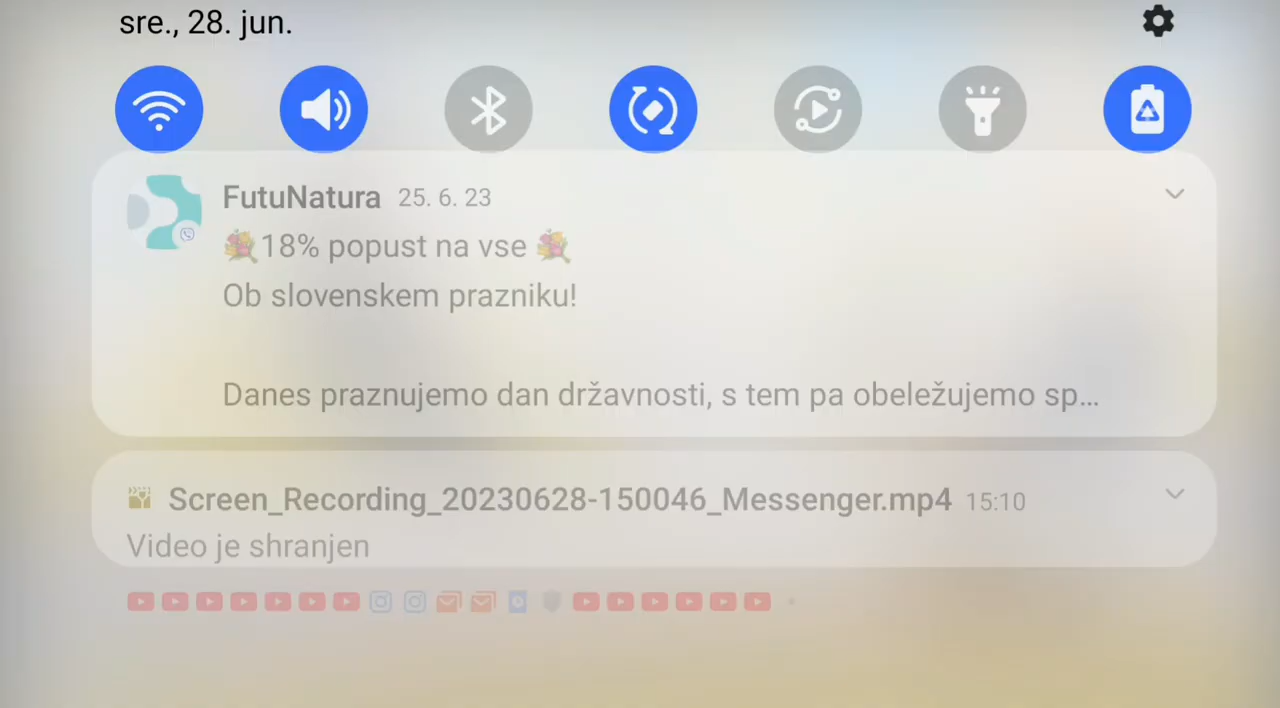 sre., 28. jun.
FutuNatura 25. 6. 23
💐18% popust na vse 💐
Ob slovenskem prazniku!
Danes praznujemo dan državnosti, s tem pa obeležujemo sp…
Screen_Recording_20230628-150046_Messenger.mp4 15:10
Video je shranjen